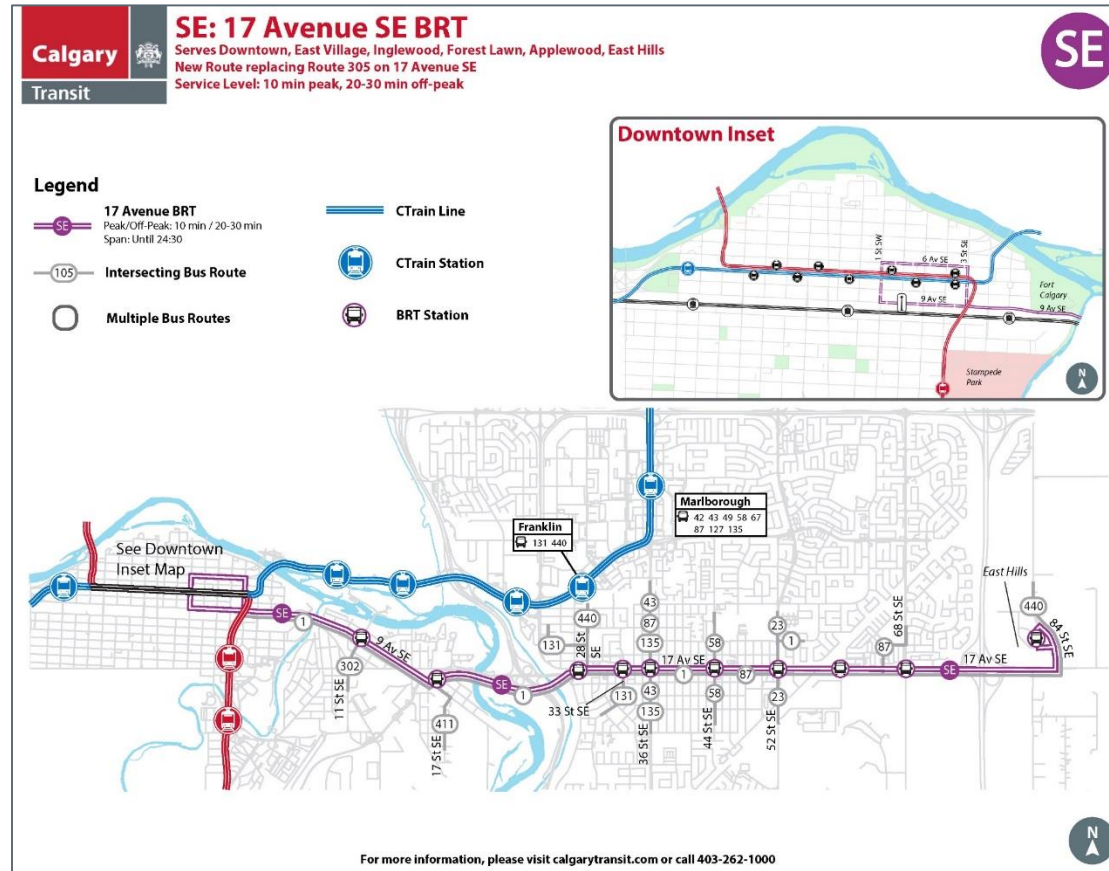 Calgary
Transit
SE: 17 Avenue SE BRT
Serves Downtown, East Village, Inglewood, Forest Lawn, Applewood, East Hills
New Route replacing Route 305 on 17 Avenue SE
Service Level: 10 min peak, 20-30 min off-peak
SE
Legend
SE
17 Avenue BRT
Peak/Off-Peak: 10 min / 20-30 min
Span: Until 24:30
105
Intersecting Bus Route
Multiple Bus Routes
CTrain Line
CTrain Station
BRT Station
Downtown Inset
1 St SW
6 Av SE
3 St SE
9 Av SE
Fort
Calgary
9 Av SE
Stampede
Park
N
See Downtown
Inset Map
Franklin
131 440
Marlborough
42 43 49 58 67
87 127 135
East Hills
440
84 St SE
SE
1
302
11 St SE
9 Av SE
411
17 St SE
SE
1
131
440
28 St
SE
33 St SE
131
43
87
135
17 Av SE
43
135
36 St SE
1
58
58
44 St SE
87
23
1
23
52 St SE
87
68 St SE
SE
17 Av SE
N
For more information, please visit calgarytransit.com or call 403-262-1000